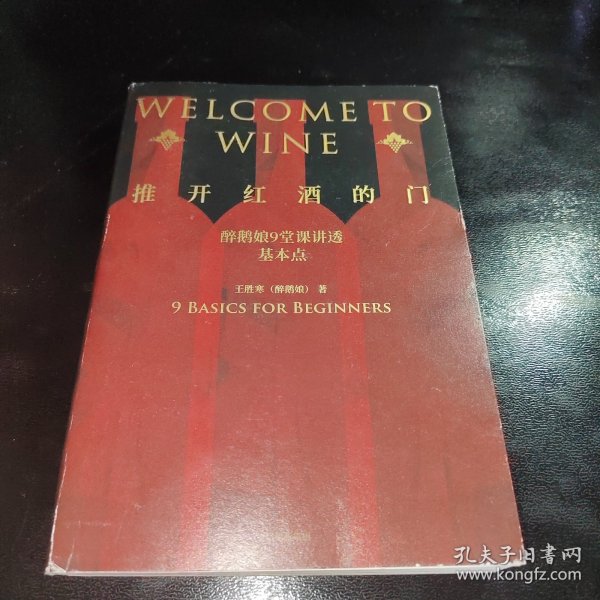 WELCOME TO
WINE
推开红酒的门
醉鹅娘9堂课讲透
基本点
王胜寒（醉鹅娘） 著
9 BASICS FOR BEGINNERS
孔夫子旧書网
www.kongfz.com